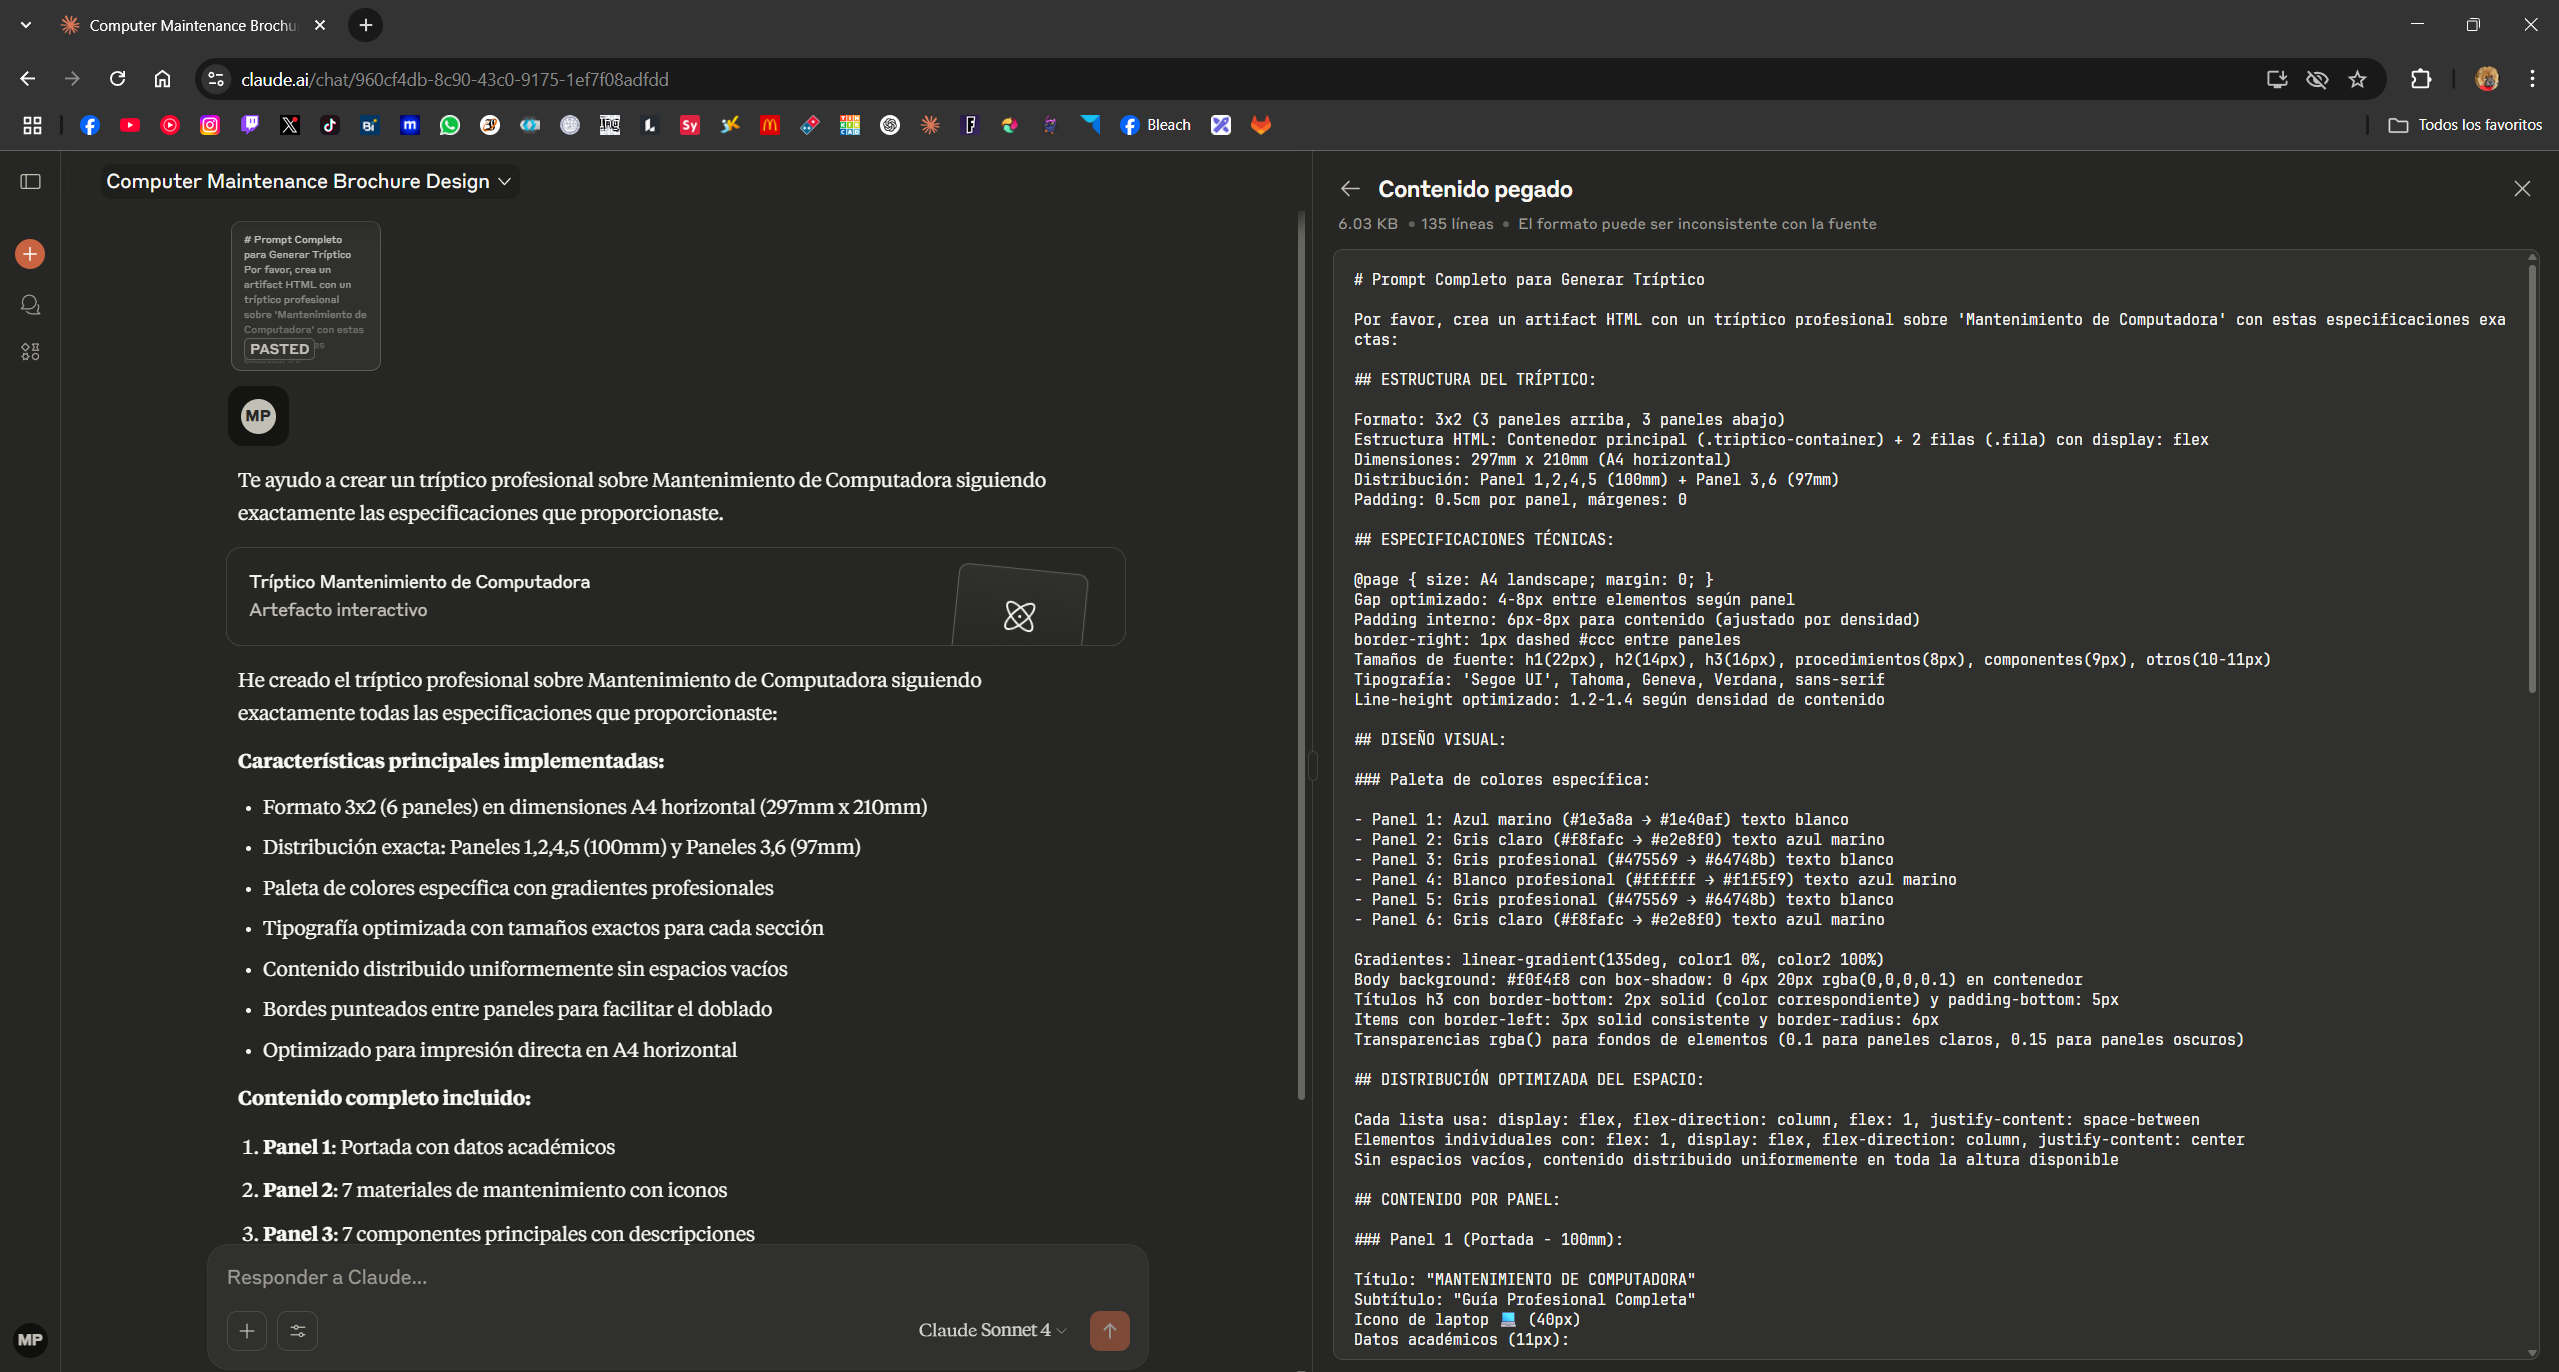 Computer Maintenance Brochu
claude.ai/chat/960cf4db-8c90-43c0-9175-1ef7f08adfdd
Bleach
Todos los favoritos
Computer Maintenance Brochure Design
# Prompt Completo
para Generar Tríptico
Por favor, crea un
artifact HTML con un
tríptico profesional
sobre 'Mantenimiento de
Computadora' con estas
PASTED
MP
Te ayudo a crear un tríptico profesional sobre Mantenimiento de Computadora siguiendo
exactamente las especificaciones que proporcionaste.
Tríptico Mantenimiento de Computadora
Artefacto interactivo
He creado el tríptico profesional sobre Mantenimiento de Computadora siguiendo
exactamente todas las especificaciones que proporcionaste:
Características principales implementadas:
• Formato 3x2 (6 paneles) en dimensiones A4 horizontal (297mm x 210mm)
• Distribución exacta: Paneles 1,2,4,5 (100mm) y Paneles 3,6 (97mm)
• Paleta de colores específica con gradientes profesionales
• Tipografía optimizada con tamaños exactos para cada sección
• Contenido distribuido uniformemente sin espacios vacíos
• Bordes punteados entre paneles para facilitar el doblado
• Optimizado para impresión directa en A4 horizontal
Contenido completo incluido:
1. Panel 1: Portada con datos académicos
2. Panel 2: 7 materiales de mantenimiento con iconos
3. Panel 3: 7 componentes principales con descripciones
Responder a Claude...
Claude Sonnet 4
MP
Contenido pegado
6.03 KB • 135 líneas • El formato puede ser inconsistente con la fuente
# Prompt Completo para Generar Tríptico
Por favor, crea un artifact HTML con un tríptico profesional sobre 'Mantenimiento de Computadora' con estas especificaciones exa
ctas:
## ESTRUCTURA DEL TRÍPTICO:
Formato: 3x2 (3 paneles arriba, 3 paneles abajo)
Estructura HTML: Contenedor principal (.triptico-container) + 2 filas (.fila) con display: flex
Dimensiones: 297mm x 210mm (A4 horizontal)
Distribución: Panel 1,2,4,5 (100mm) + Panel 3,6 (97mm)
Padding: 0.5cm por panel, márgenes: 0
## ESPECIFICACIONES TÉCNICAS:
@page { size: A4 landscape; margin: 0; }
Gap optimizado: 4-8px entre elementos según panel
Padding interno: 6px-8px para contenido (ajustado por densidad)
border-right: 1px dashed #ccc entre paneles
Tamaños de fuente: h1(22px), h2(14px), h3(16px), procedimientos(8px), componentes(9px), otros(10-11px)
Tipografía: 'Segoe UI', Tahoma, Geneva, Verdana, sans-serif
Line-height optimizado: 1.2-1.4 según densidad de contenido
## DISEÑO VISUAL:
### Paleta de colores específica:
- Panel 1: Azul marino (#1e3a8a → #1e40af) texto blanco
- Panel 2: Gris claro (#f8fafc → #e2e8f0) texto azul marino
- Panel 3: Gris profesional (#475569 → #64748b) texto blanco
- Panel 4: Blanco profesional (#ffffff → #f1f5f9) texto azul marino
- Panel 5: Gris profesional (#475569 → #64748b) texto blanco
- Panel 6: Gris claro (#f8fafc → #e2e8f0) texto azul marino
Gradientes: linear-gradient(135deg, color1 0%, color2 100%)
Body background: #f0f4f8 con box-shadow: 0 4px 20px rgba(0,0,0,0.1) en contenedor
Títulos h3 con border-bottom: 2px solid (color correspondiente) y padding-bottom: 5px
Items con border-left: 3px solid consistente y border-radius: 6px
Transparencias rgba() para fondos de elementos (0.1 para paneles claros, 0.15 para paneles oscuros)
## DISTRIBUCIÓN OPTIMIZADA DEL ESPACIO:
Cada lista usa: display: flex, flex-direction: column, flex: 1, justify-content: space-between
Elementos individuales con: flex: 1, display: flex, flex-direction: column, justify-content: center
Sin espacios vacíos, contenido distribuido uniformemente en toda la altura disponible
## CONTENIDO POR PANEL:
### Panel 1 (Portada - 100mm):
Título: "MANTENIMIENTO DE COMPUTADORA"
Subtítulo: "Guía Profesional Completa"
Icono de laptop 💻 (40px)
Datos académicos (11px):